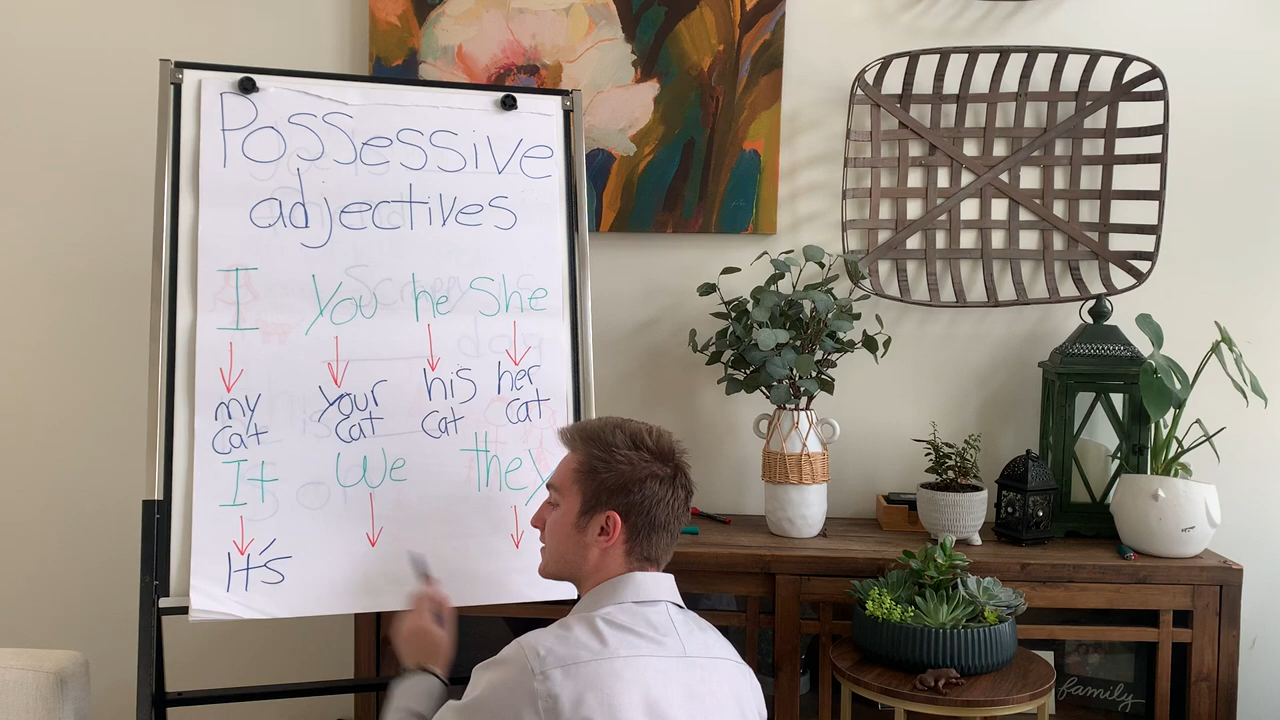 Possessive
adjectives
I You he She
my your his her
cat cat cat cat
It We they
It's
family